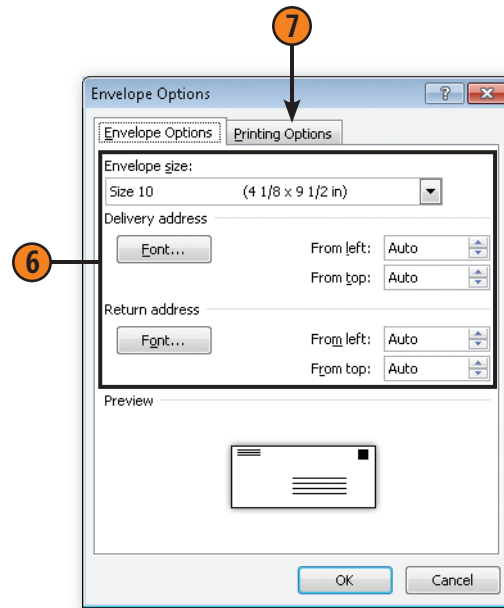 7
Envelope Options
Envelope Options Printing Options
Envelope size:
Size 10 (4 1/8 x 9 1/2 in)
Delivery address
Font... From left: Auto
From top: Auto
6
Return address
Font... From left: Auto
From top: Auto
Preview
OK Cancel